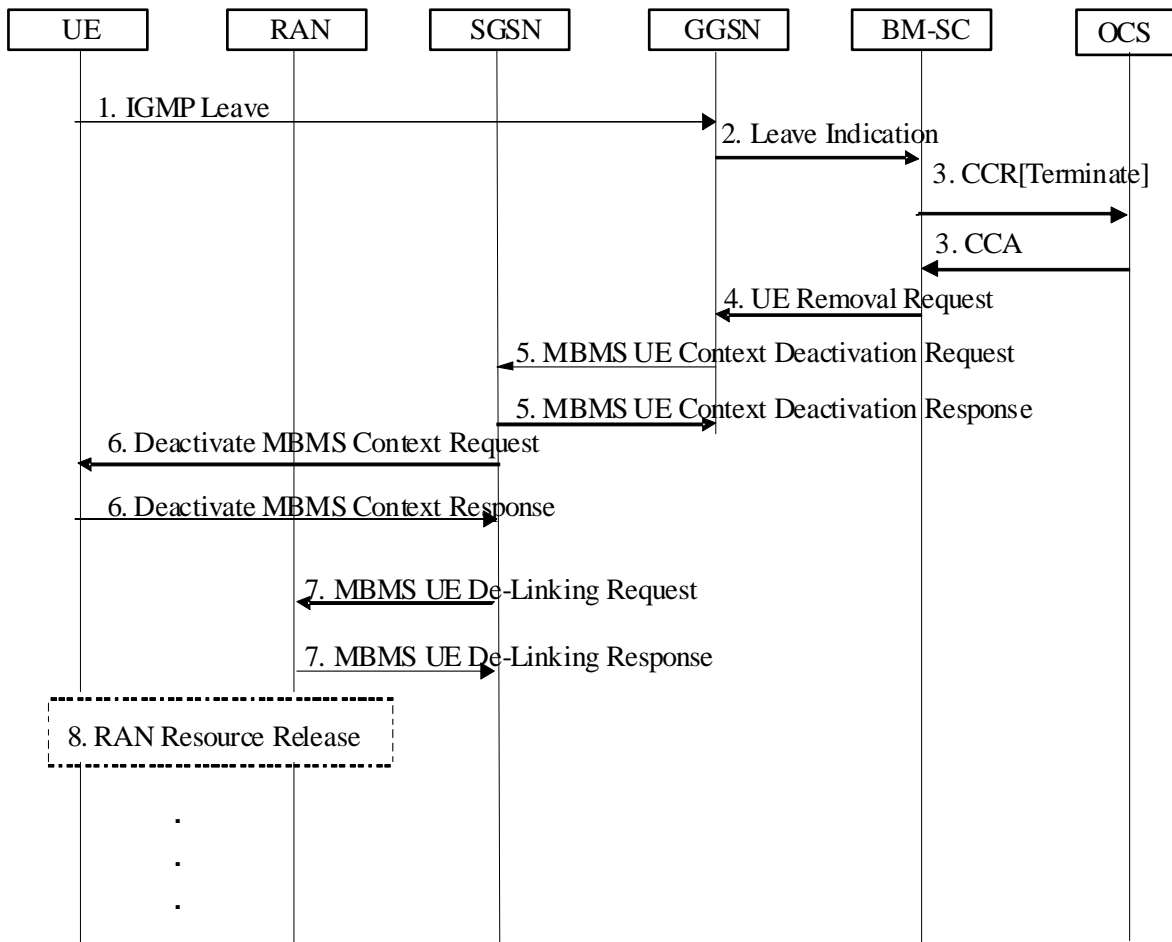 UE
RAN
SGSN
GGSN
BM-SC
OCS
1. IGMP Leave
2. Leave Indication
3. CCR[Terminate]
3. CCA
4. UE Removal Request
5. MBMS UE Context Deactivation Request
5. MBMS UE Context Deactivation Response
6. Deactivate MBMS Context Request
6. Deactivate MBMS Context Response
7. MBMS UE De-Linking Request
7. MBMS UE De-Linking Response
8. RAN Resource Release